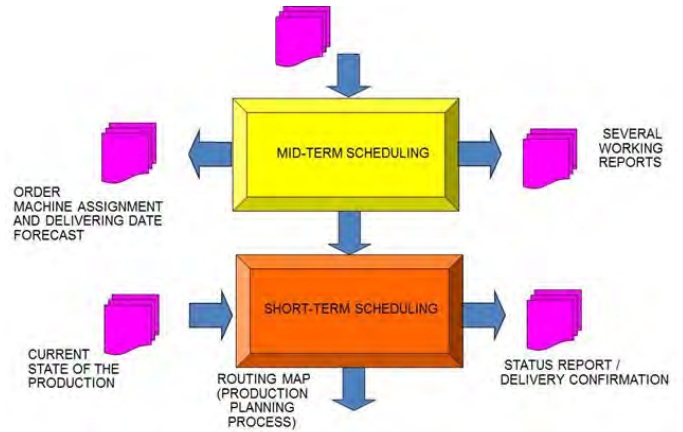 MID-TERM SCHEDULING
SEVERAL
WORKING
REPORTS
ORDER
MACHINE ASSIGNMENT
AND DELIVERING DATE
FORECAST
SHORT-TERM SCHEDULING
CURRENT
STATE OF THE
PRODUCTION
STATUS REPORT /
DELIVERY CONFIRMATION
ROUTING MAP
(PRODUCTION
PLANNING
PROCESS)